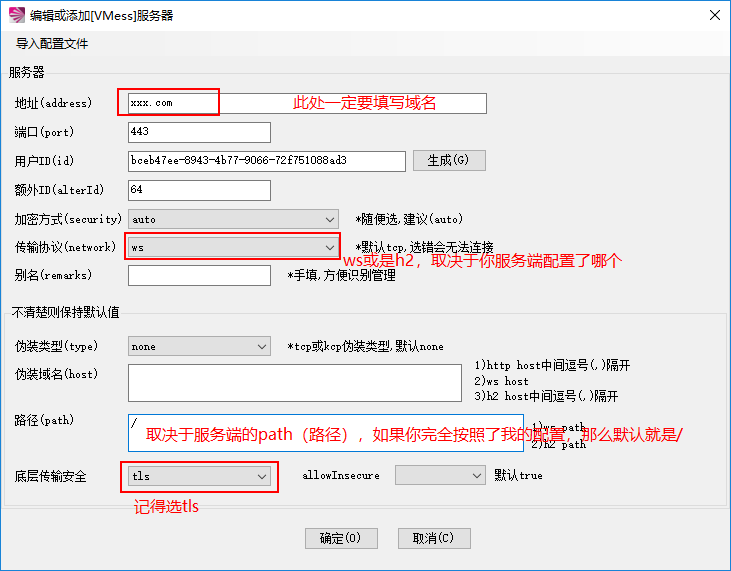 编辑或添加[VMess]服务器
导入配置文件
服务器
地址(address) xxx.com 此处一定要填写域名
端口(port) 443
用户ID(id) bceb47ee-8943-4b77-9066-72f751088ad3 生成(G)
额外ID(alterId) 64
加密方式(security) auto *随便选,建议(auto)
传输协议(network) ws *默认tcp,选错会无法连接
ws或是h2，取决于你服务端配置了哪个
别名(remarks) *手填,方便识别管理
不清楚则保持默认值
伪装类型(type) none *tcp或kcp伪装类型,默认none
伪装域名(host) 1)http host中间逗号(,)隔开
2)ws host
3)h2 host中间逗号(,)隔开
路径(path) / 1)ws path
取决于服务端的path（路径），如果你完全按照了我的配置，那么默认就是/
2)h2 path
底层传输安全 tls allowInsecure 默认true
记得选tls
确定(O) 取消(C)